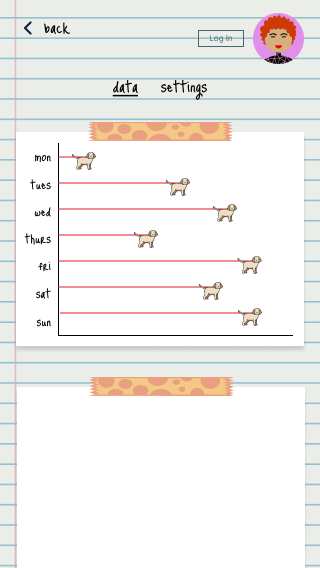 back
Log In
data settings
mon
tues
wed
thurs
fri
sat
sun